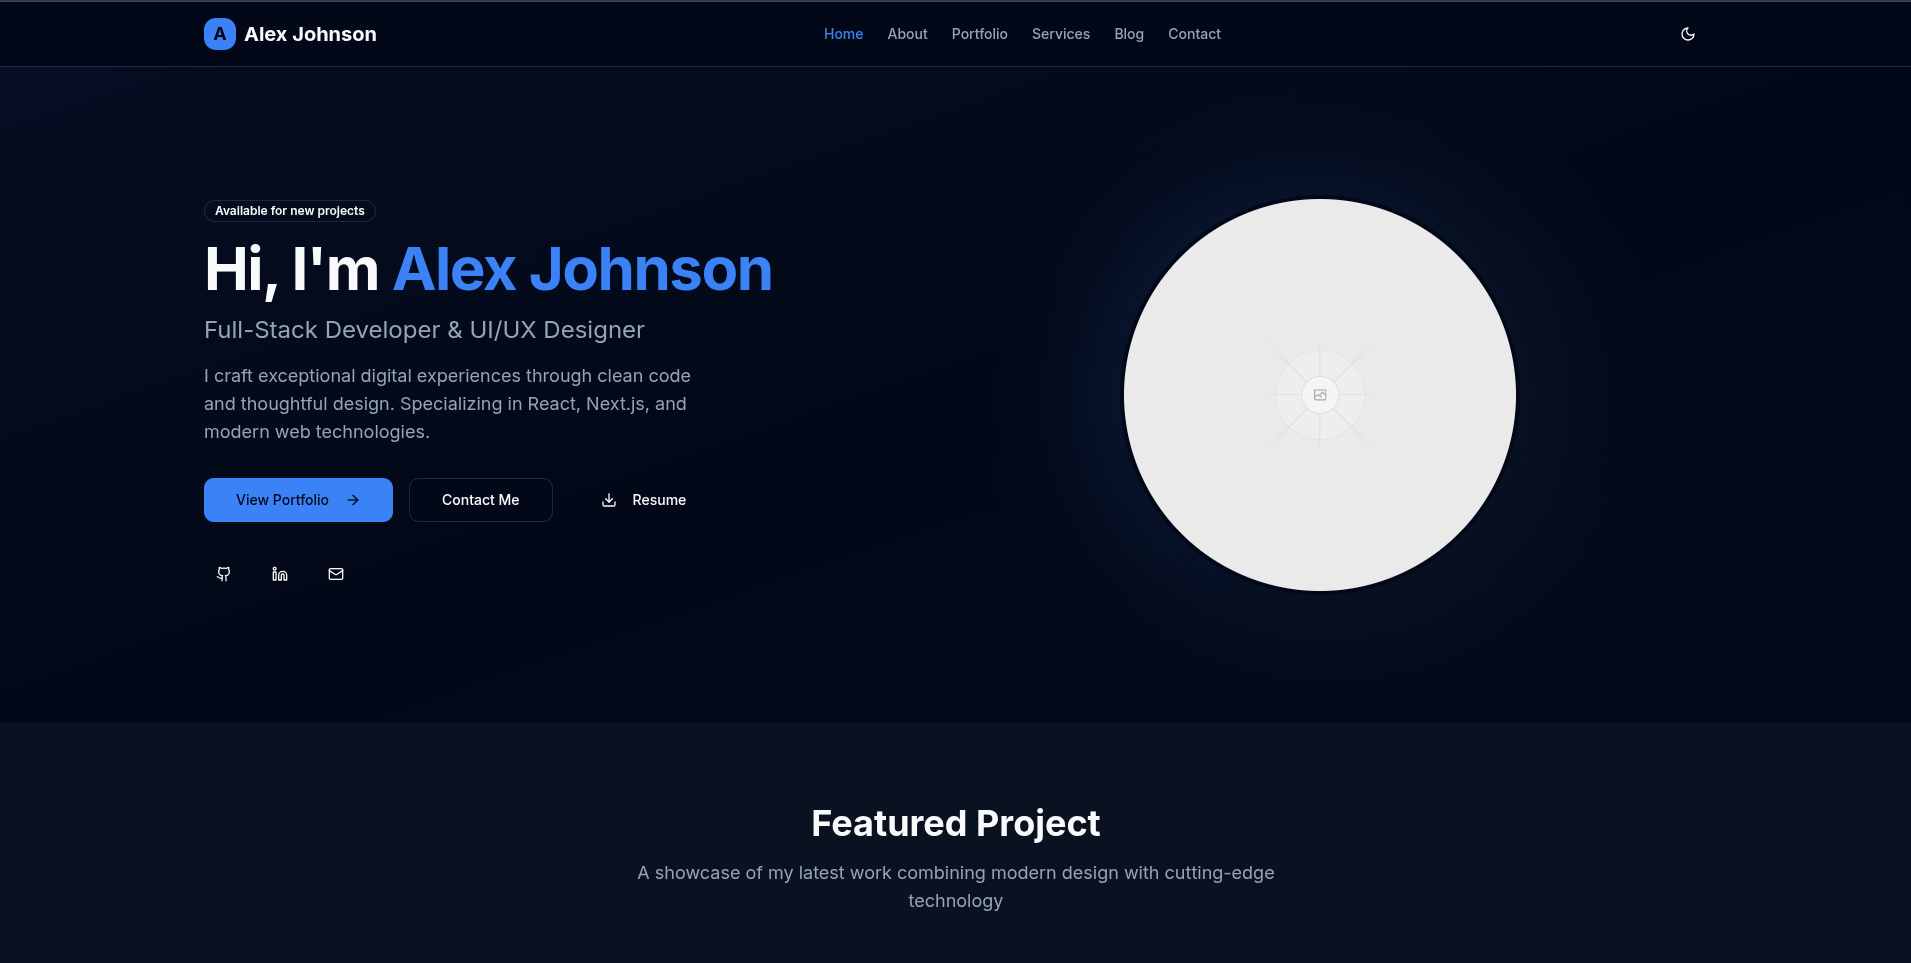 A Alex Johnson
Home About Portfolio Services Blog Contact
Available for new projects
Hi, I'm Alex Johnson
Full-Stack Developer & UI/UX Designer
I craft exceptional digital experiences through clean code
and thoughtful design. Specializing in React, Next.js, and
modern web technologies.
View Portfolio Contact Me Resume
Featured Project
A showcase of my latest work combining modern design with cutting-edge
technology